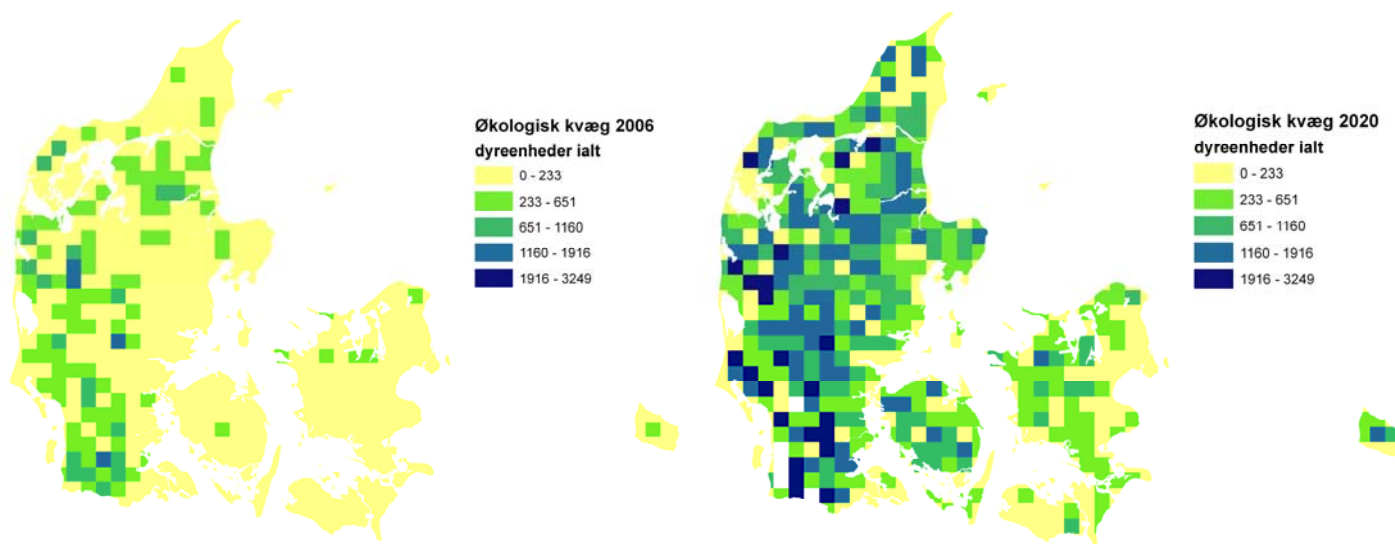 Økologisk kvæg 2006
dyreenheder ialt
0 - 233
233 - 651
651 - 1160
1160 - 1916
1916 - 3249
Økologisk kvæg 2020
dyreenheder ialt
0 - 233
233 - 651
651 - 1160
1160 - 1916
1916 - 3249